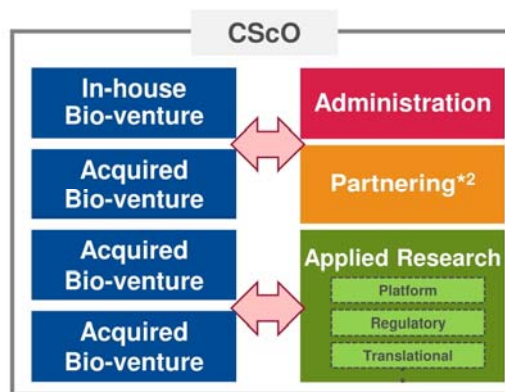 CScO
In-house
Bio-venture
Acquired
Bio-venture
Acquired
Bio-venture
Acquired
Bio-venture
Administration
Partnering*2
Applied Research
Platform
Regulatory
Translational